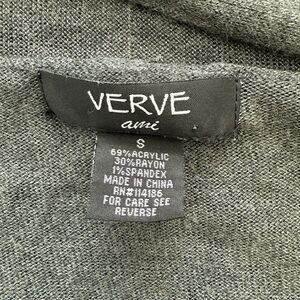 VERVE
ami
S
69%ACRYLIC
30%RAYON
1%SPANDEX
MADE IN CHINA
RN#114186
FOR CARE SEE
REVERSE